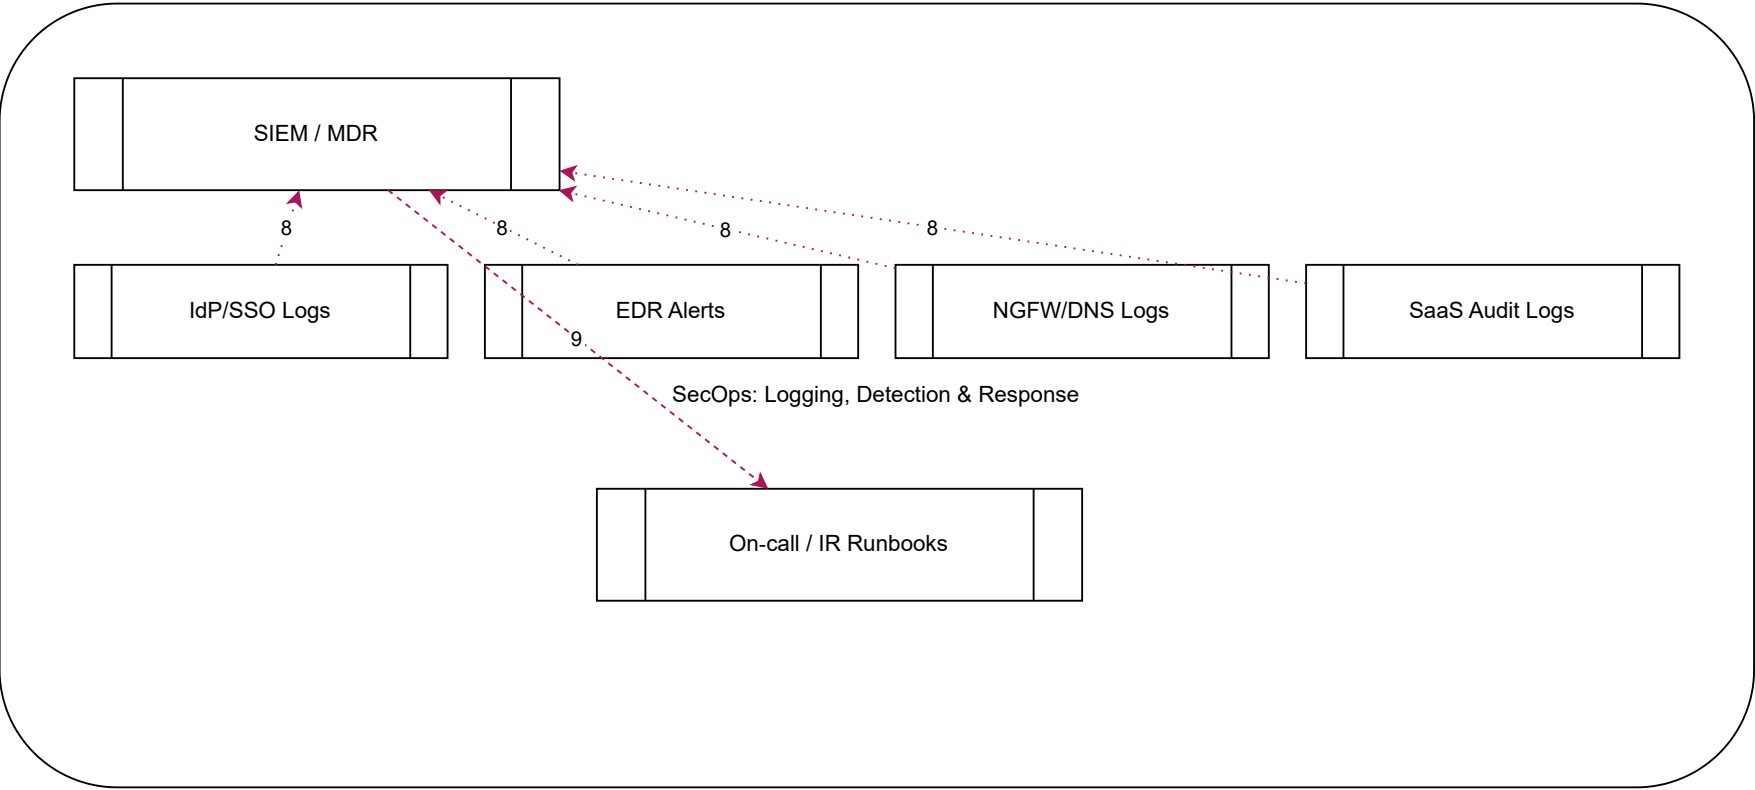 SIEM / MDR
8
8
8
8
IdP/SSO Logs
EDR Alerts
NGFW/DNS Logs
SaaS Audit Logs
9
SecOps: Logging, Detection & Response
On-call / IR Runbooks